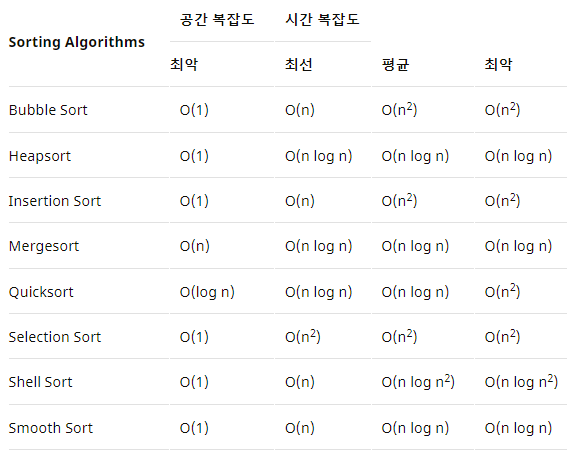 공간 복잡도 시간 복잡도
Sorting Algorithms
최악 최선 평균 최악
Bubble Sort O(1) O(n) O(n²) O(n²)
Heapsort O(1) O(n log n) O(n log n) O(n log n)
Insertion Sort O(1) O(n) O(n²) O(n²)
Mergesort O(n) O(n log n) O(n log n) O(n log n)
Quicksort O(log n) O(n log n) O(n log n) O(n²)
Selection Sort O(1) O(n²) O(n²) O(n²)
Shell Sort O(1) O(n) O(n log n²) O(n log n²)
Smooth Sort O(1) O(n) O(n log n) O(n log n)